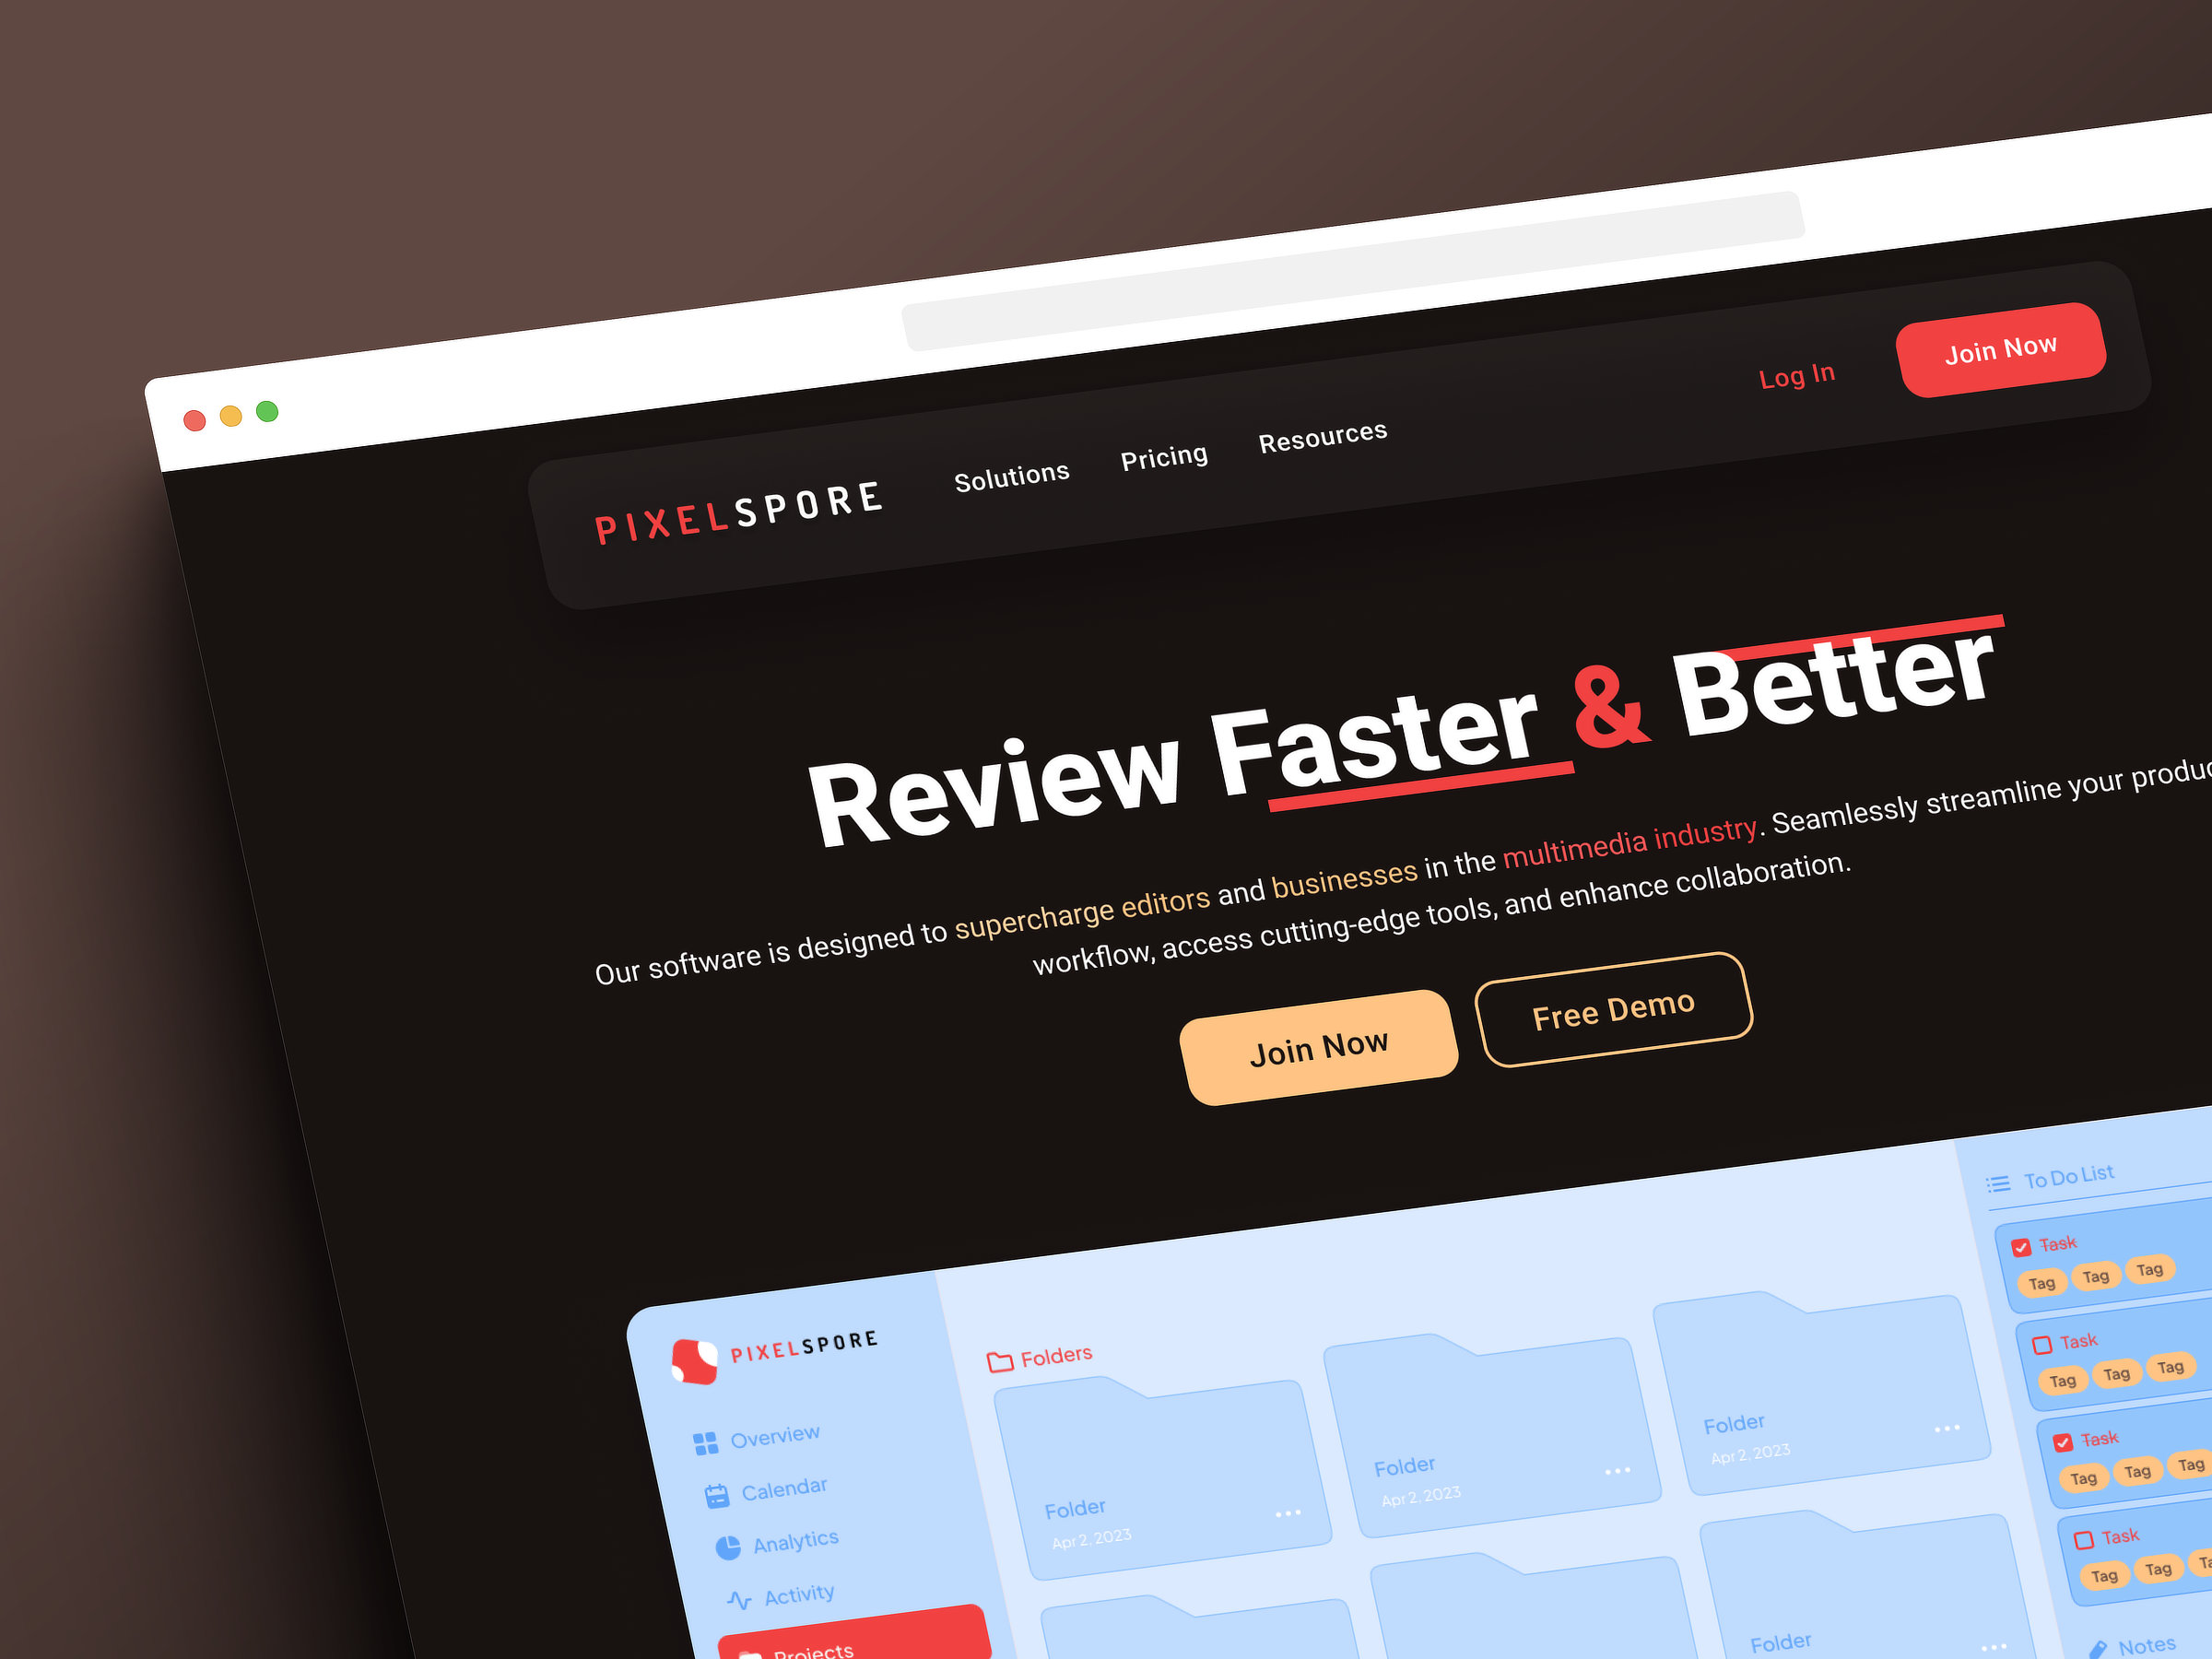 PIXELSPORE
Solutions
Pricing
Resources
Log In
Join Now
Review Faster & Better
Our software is designed to supercharge editors and businesses in the multimedia industry. Seamlessly streamline your
workflow, access cutting-edge tools, and enhance collaboration.
Join Now
Free Demo
PIXELSPORE
Overview
Calendar
Analytics
Activity
Projects
Folders
Folder
Apr 2, 2023
Folder
Apr 2, 2023
Folder
Apr 2, 2023
Folder
To Do List
Task
Tag Tag Tag
Task
Tag Tag Tag
Task
Tag Tag Tag
Task
Tag Tag
Notes